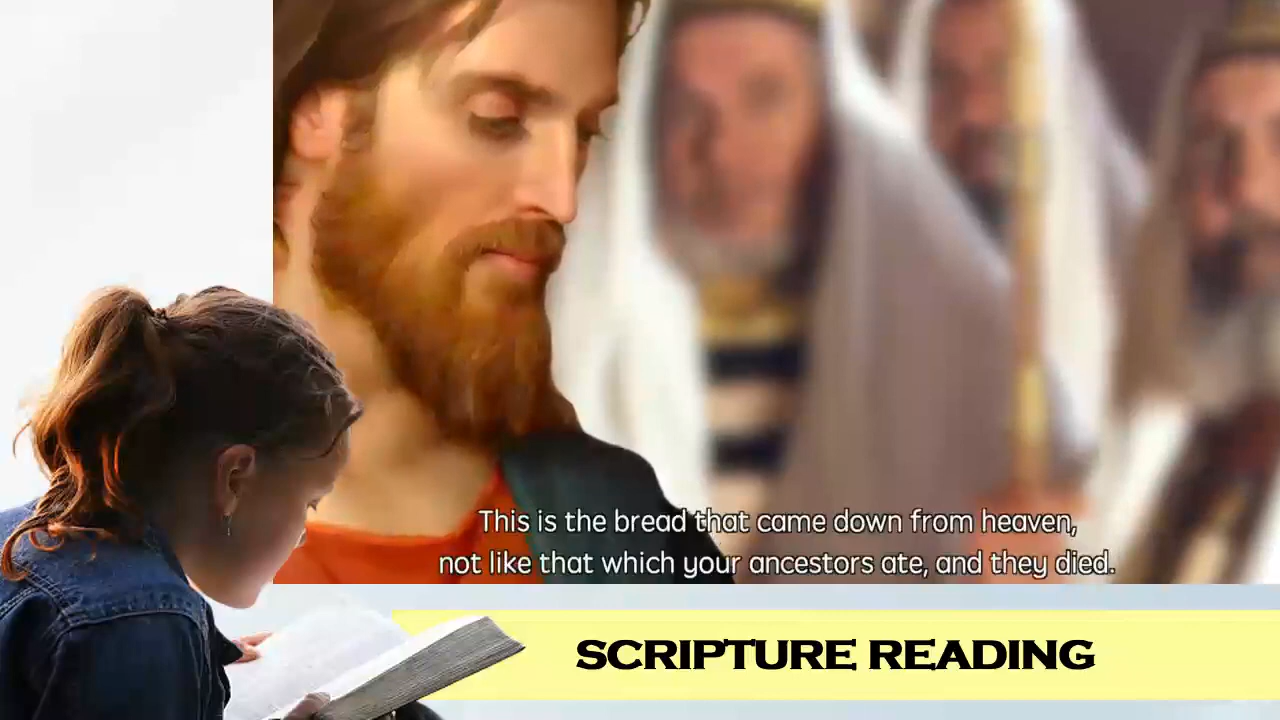 This is the bread that came down from heaven,
not like that which your ancestors ate, and they died.
SCRIPTURE READING